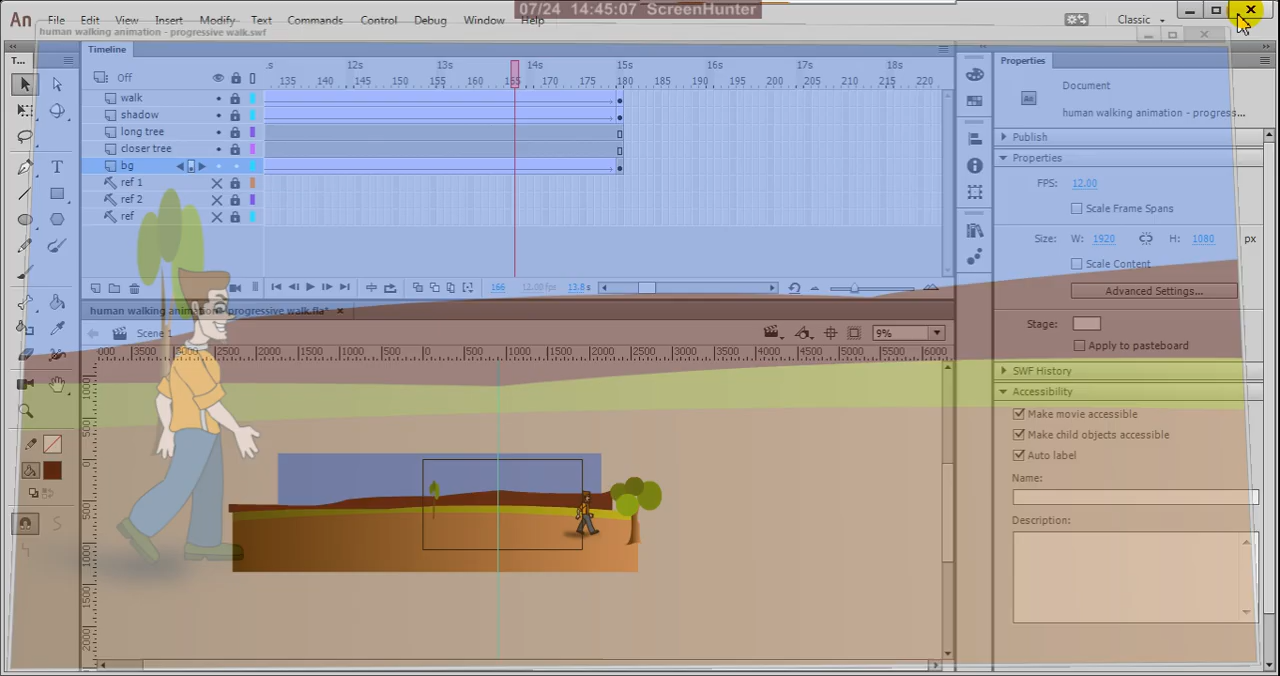 07/24 14:45:07 ScreenHunter
An File Edit View Insert Modify Text Commands Control Debug Window Help Classic
human walking animation - progressive walk.swf
T... Timeline Properties
Off 12s 13s 14s 15s 16s 17s 18s
135 140 145 150 155 160 165 170 175 180 185 190 195 200 205 210 215 220
Document
human walking animation - progress...
walk
shadow
long tree
closer tree
bg
ref 1
ref 2
ref
Publish
Properties
FPS: 12.00
Scale Frame Spans
Size: W: 1920 H: 1080 px
Scale Content
Advanced Settings...
166 12.00 fps 13.8s
human walking animation - progressive walk.fla* ×
Scene 1 9%
Stage:
Apply to pasteboard
SWF History
Accessibility
Make movie accessible
Make child objects accessible
Auto label
Name:
Description: